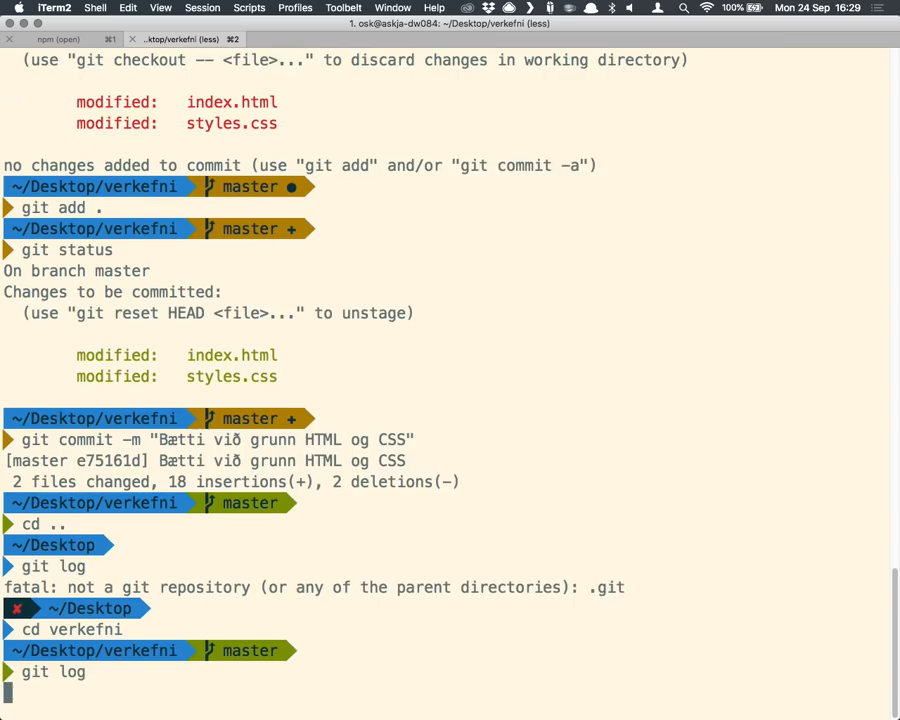 iTerm2 Shell Edit View Session Scripts Profiles Toolbelt Window Help 100% Mon 24 Sep 16:29
1. osk@askja-dw084: ~/Desktop/verkefni (less)
npm (open) ⌘1 ..ktop/verkefni (less) ⌘2
(use "git checkout -- <file>..." to discard changes in working directory)
modified: index.html
modified: styles.css
no changes added to commit (use "git add" and/or "git commit -a")
~/Desktop/verkefni master ●
git add .
~/Desktop/verkefni master +
git status
On branch master
Changes to be committed:
(use "git reset HEAD <file>..." to unstage)
modified: index.html
modified: styles.css
~/Desktop/verkefni master +
git commit -m "Bætti við grunn HTML og CSS"
[master e75161d] Bætti við grunn HTML og CSS
2 files changed, 18 insertions(+), 2 deletions(-)
~/Desktop/verkefni master
cd ..
~/Desktop
git log
fatal: not a git repository (or any of the parent directories): .git
✘ ~/Desktop
cd verkefni
~/Desktop/verkefni master
git log